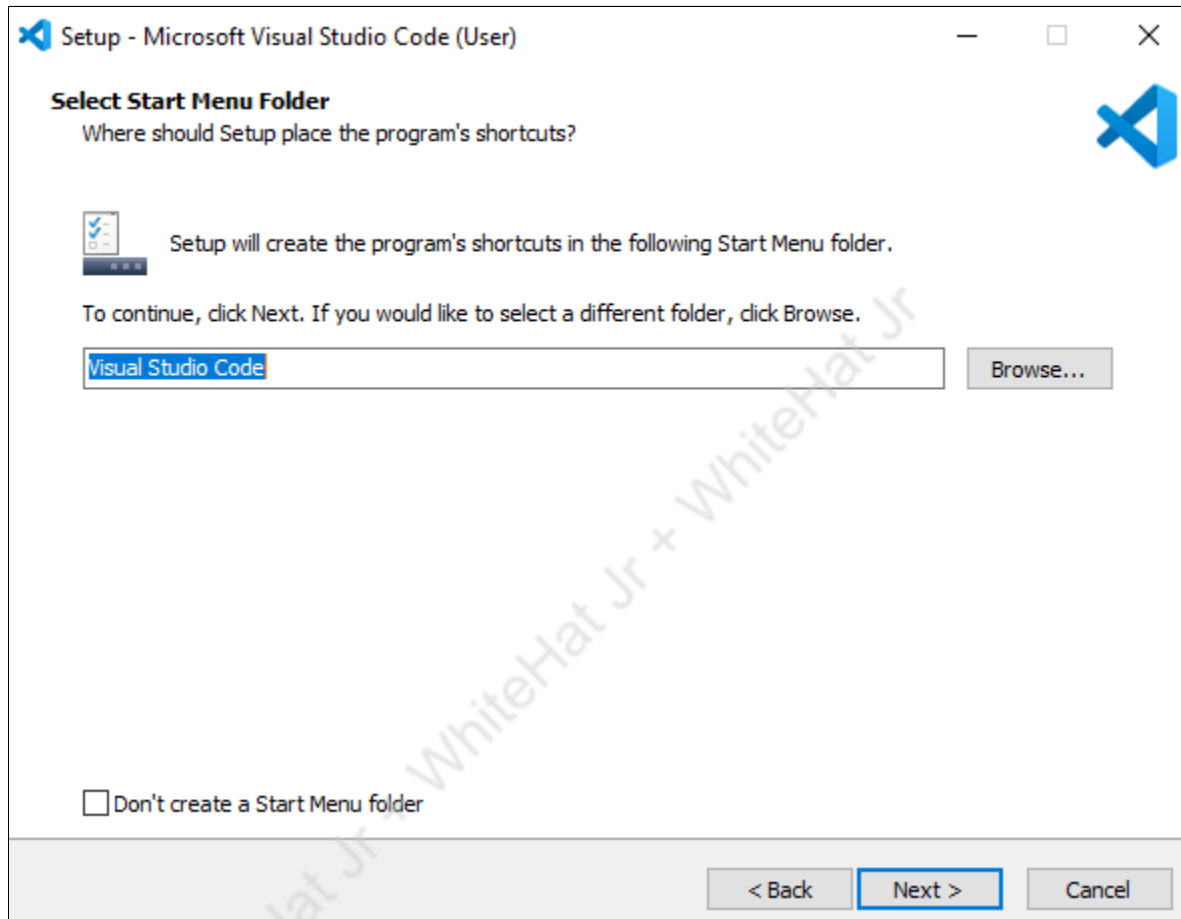 Setup - Microsoft Visual Studio Code (User)
Select Start Menu Folder
Where should Setup place the program's shortcuts?
Setup will create the program's shortcuts in the following Start Menu folder.
To continue, click Next. If you would like to select a different folder, click Browse.
Visual Studio Code
Browse...
Don't create a Start Menu folder
< Back
Next >
Cancel
Hat Jr + WhiteHat Jr + WhiteHat Jr